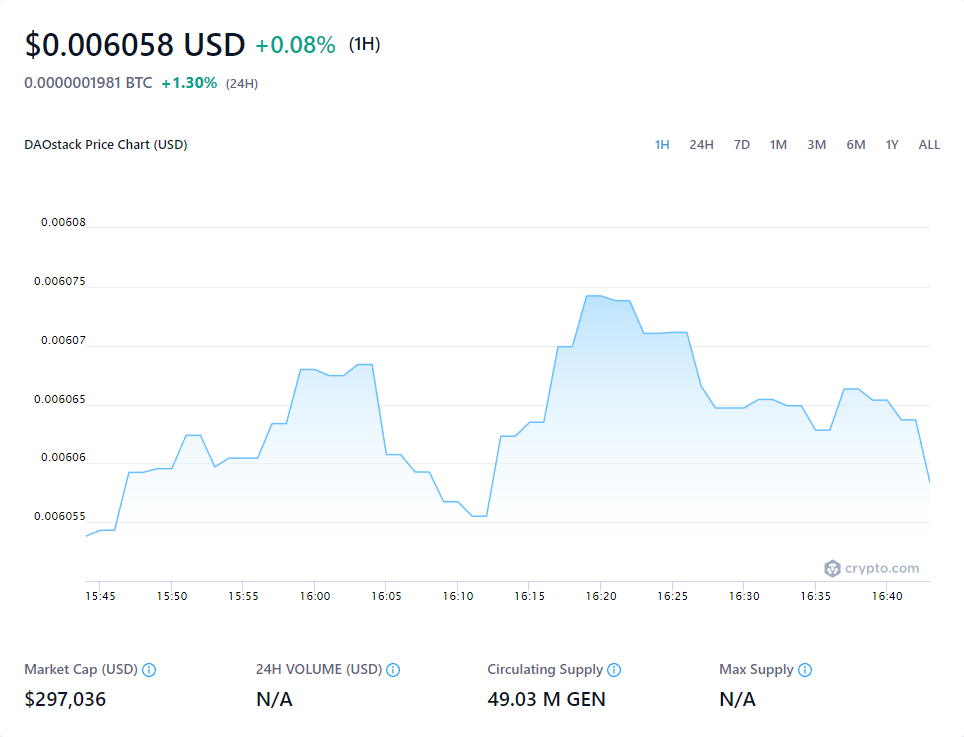 $0.006058 USD +0.08% (1H)
0.0000001981 BTC +1.30% (24H)
DAOstack Price Chart (USD)
1H 24H 7D 1M 3M 6M 1Y ALL
0.00608
0.006075
0.00607
0.006065
0.00606
0.006055
crypto.com
15:45 15:50 15:55 16:00 16:05 16:10 16:15 16:20 16:25 16:30 16:35 16:40
Market Cap (USD) 24H VOLUME (USD) Circulating Supply Max Supply
$297,036 N/A 49.03 M GEN N/A